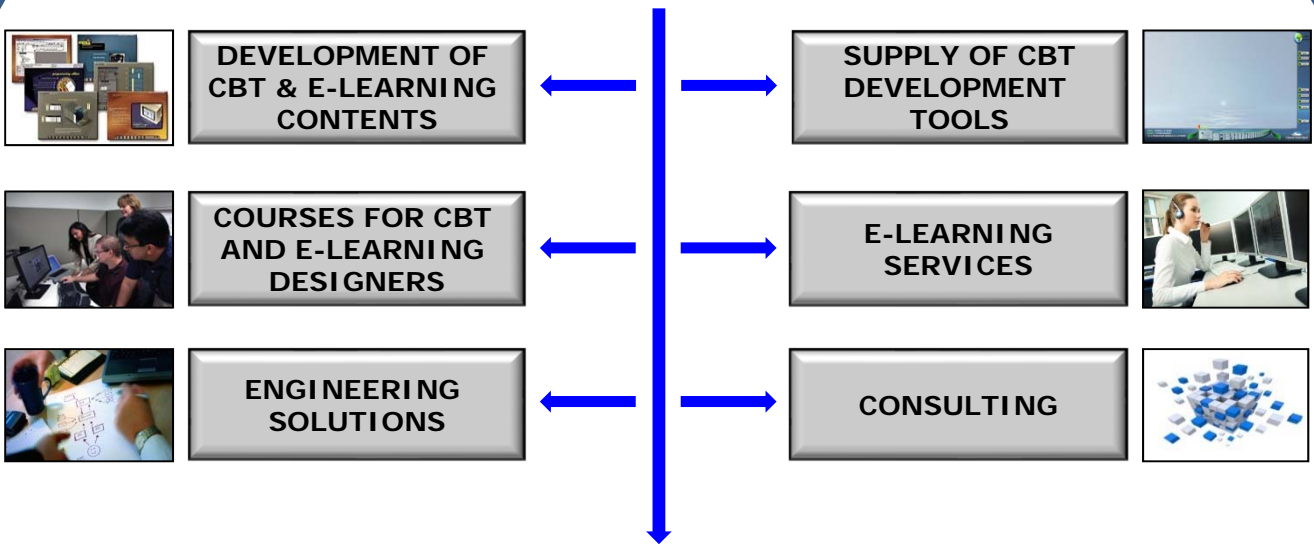 DEVELOPMENT OF
CBT & E-LEARNING
CONTENTS
SUPPLY OF CBT
DEVELOPMENT
TOOLS
COURSES FOR CBT
AND E-LEARNING
DESIGNERS
E-LEARNING
SERVICES
ENGINEERING
SOLUTIONS
CONSULTING